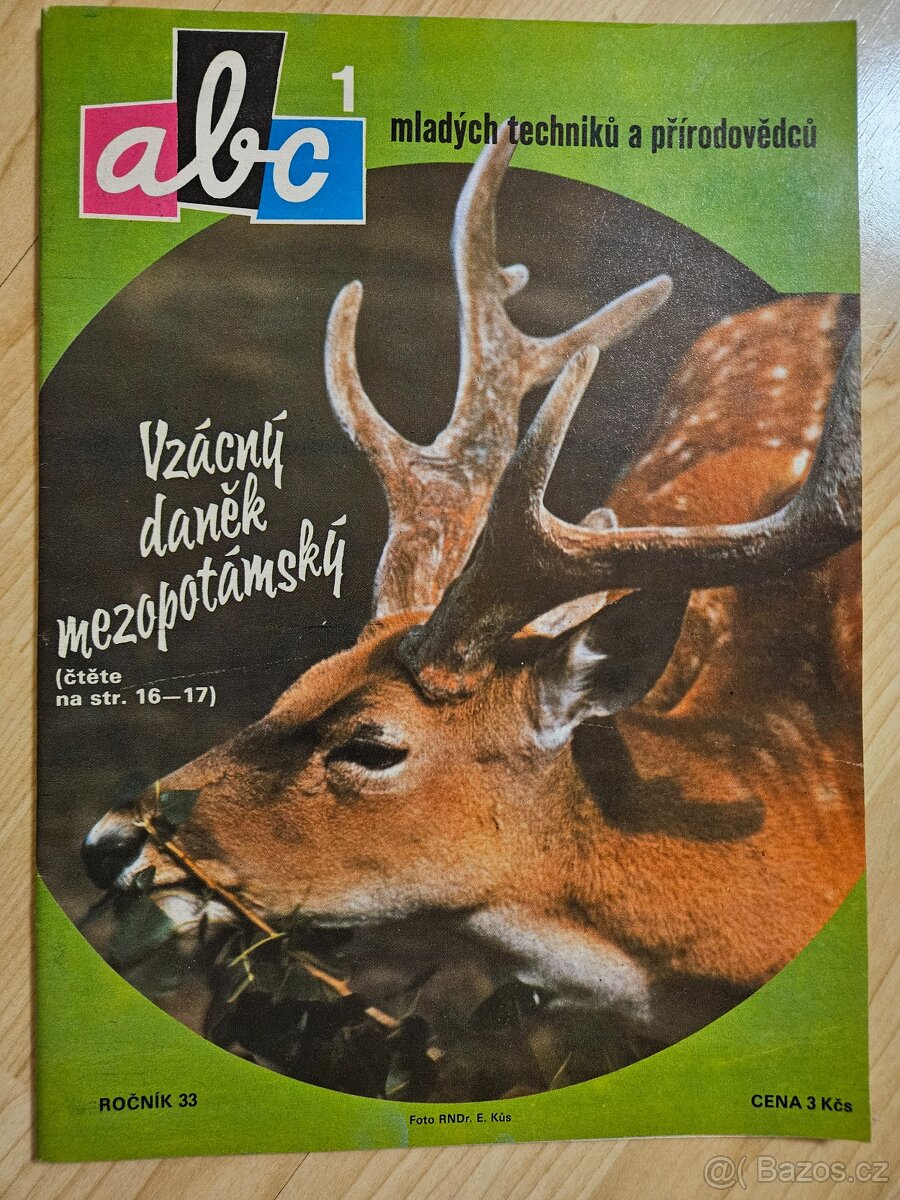 abc
1
mladých techniků a přírodovědců
Vzácný
daněk
mezopotámský
(čtěte
na str. 16—17)
ROČNÍK 33
Foto RNDr. E. Kůs
CENA 3 Kčs
Bazos.cz